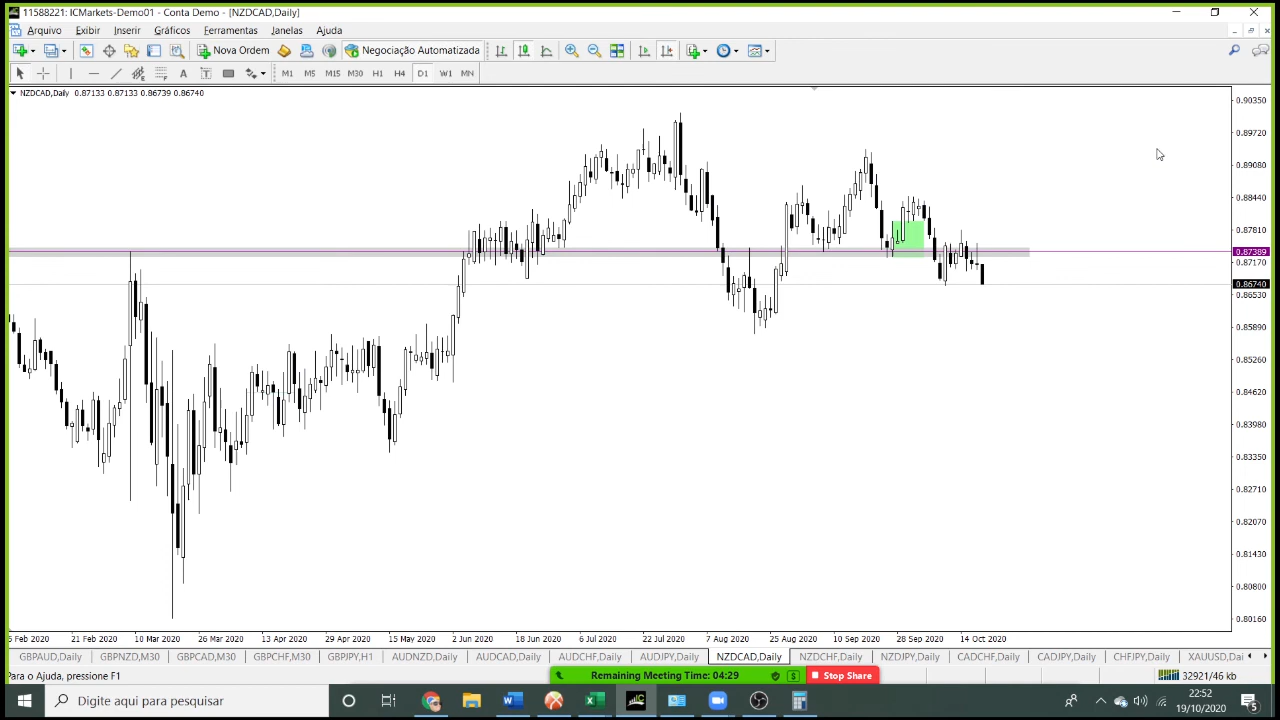 11588221: ICMarkets-Demo01 - Conta Demo - [NZDCAD,Daily]
Arquivo Exibir Inserir Gráficos Ferramentas Janelas Ajuda
Nova Ordem Negociação Automatizada
A T M1 M5 M15 M30 H1 H4 D1 W1 MN
NZDCAD,Daily 0.87133 0.87133 0.86739 0.86740
0.90350
0.89720
0.89080
0.88440
0.87810
0.87389
0.87170
0.86740
0.86530
0.85890
0.85260
0.84620
0.83980
0.83350
0.82710
0.82070
0.81430
0.80800
0.80160
5 Feb 2020 21 Feb 2020 10 Mar 2020 26 Mar 2020 13 Apr 2020 29 Apr 2020 15 May 2020 2 Jun 2020 18 Jun 2020 6 Jul 2020 22 Jul 2020 7 Aug 2020 25 Aug 2020 10 Sep 2020 28 Sep 2020 14 Oct 2020
GBPAUD,Daily GBPNZD,M30 GBPCAD,M30 GBPCHF,M30 GBPJPY,H1 AUDNZD,Daily AUDCAD,Daily AUDCHF,Daily AUDJPY,Daily NZDCAD,Daily NZDCHF,Daily NZDJPY,Daily CADCHF,Daily CADJPY,Daily CHFJPY,Daily XAUUSD,Dai
Para o Ajuda, pressione F1 Remaining Meeting Time: 04:29 $ Stop Share 32921/46 kb
Digite aqui para pesquisar
22:52
19/10/2020
5